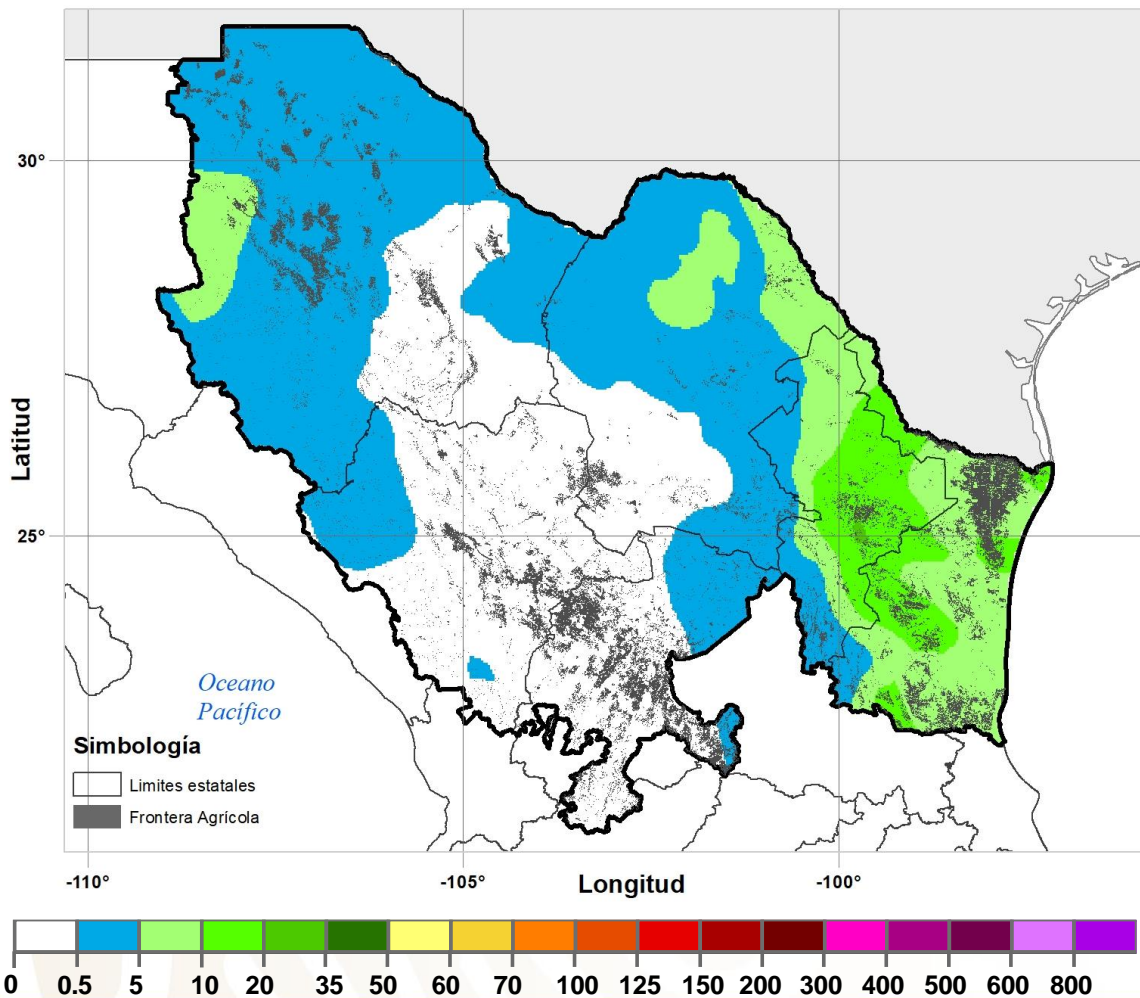 30°
25°
Latitud
Oceano
Pacífico
Simbología
Limites estatales
Frontera Agrícola
-110°
-105°
Longitud
-100°
0 0.5 5 10 20 35 50 60 70 100 125 150 200 300 400 500 600 800